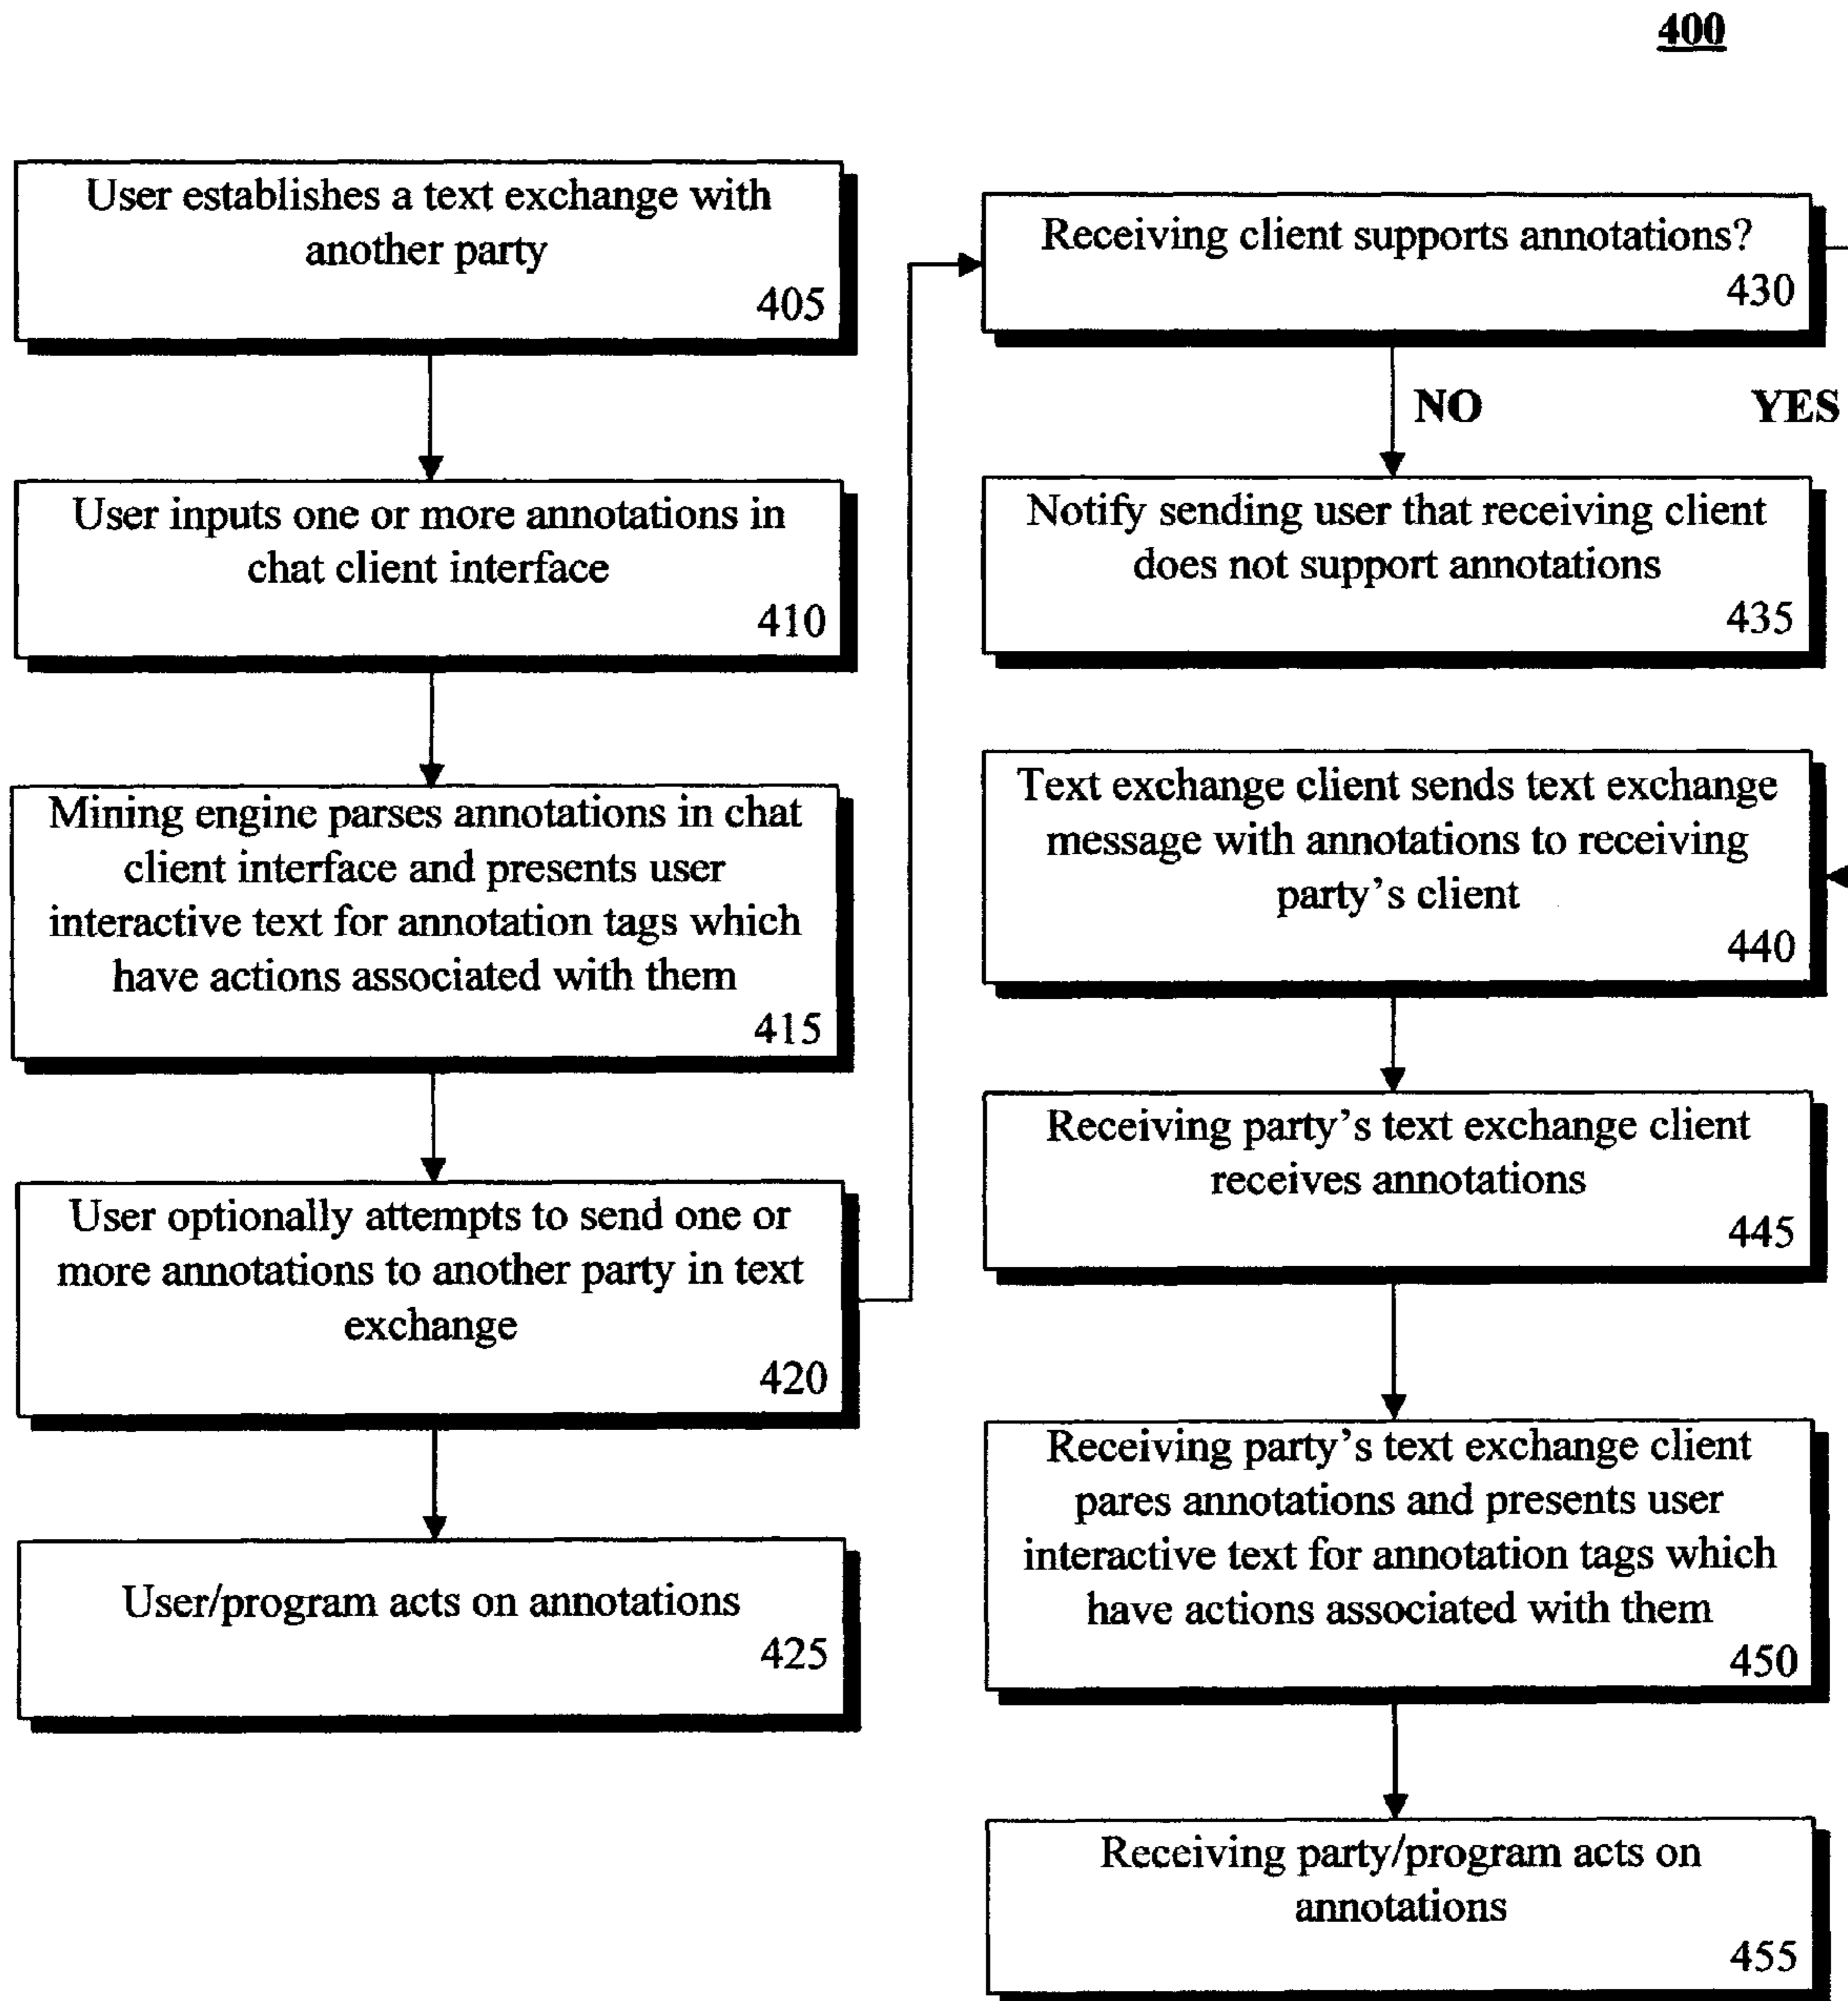 400
User establishes a text exchange with
another party
405
User inputs one or more annotations in
chat client interface
410
Mining engine parses annotations in chat
client interface and presents user
interactive text for annotation tags which
have actions associated with them
415
User optionally attempts to send one or
more annotations to another party in text
exchange
420
User/program acts on annotations
425
Receiving client supports annotations?
430
NO
YES
Notify sending user that receiving client
does not support annotations
435
Text exchange client sends text exchange
message with annotations to receiving
party's client
440
Receiving party's text exchange client
receives annotations
445
Receiving party's text exchange client
pares annotations and presents user
interactive text for annotation tags which
have actions associated with them
450
Receiving party/program acts on
annotations
455